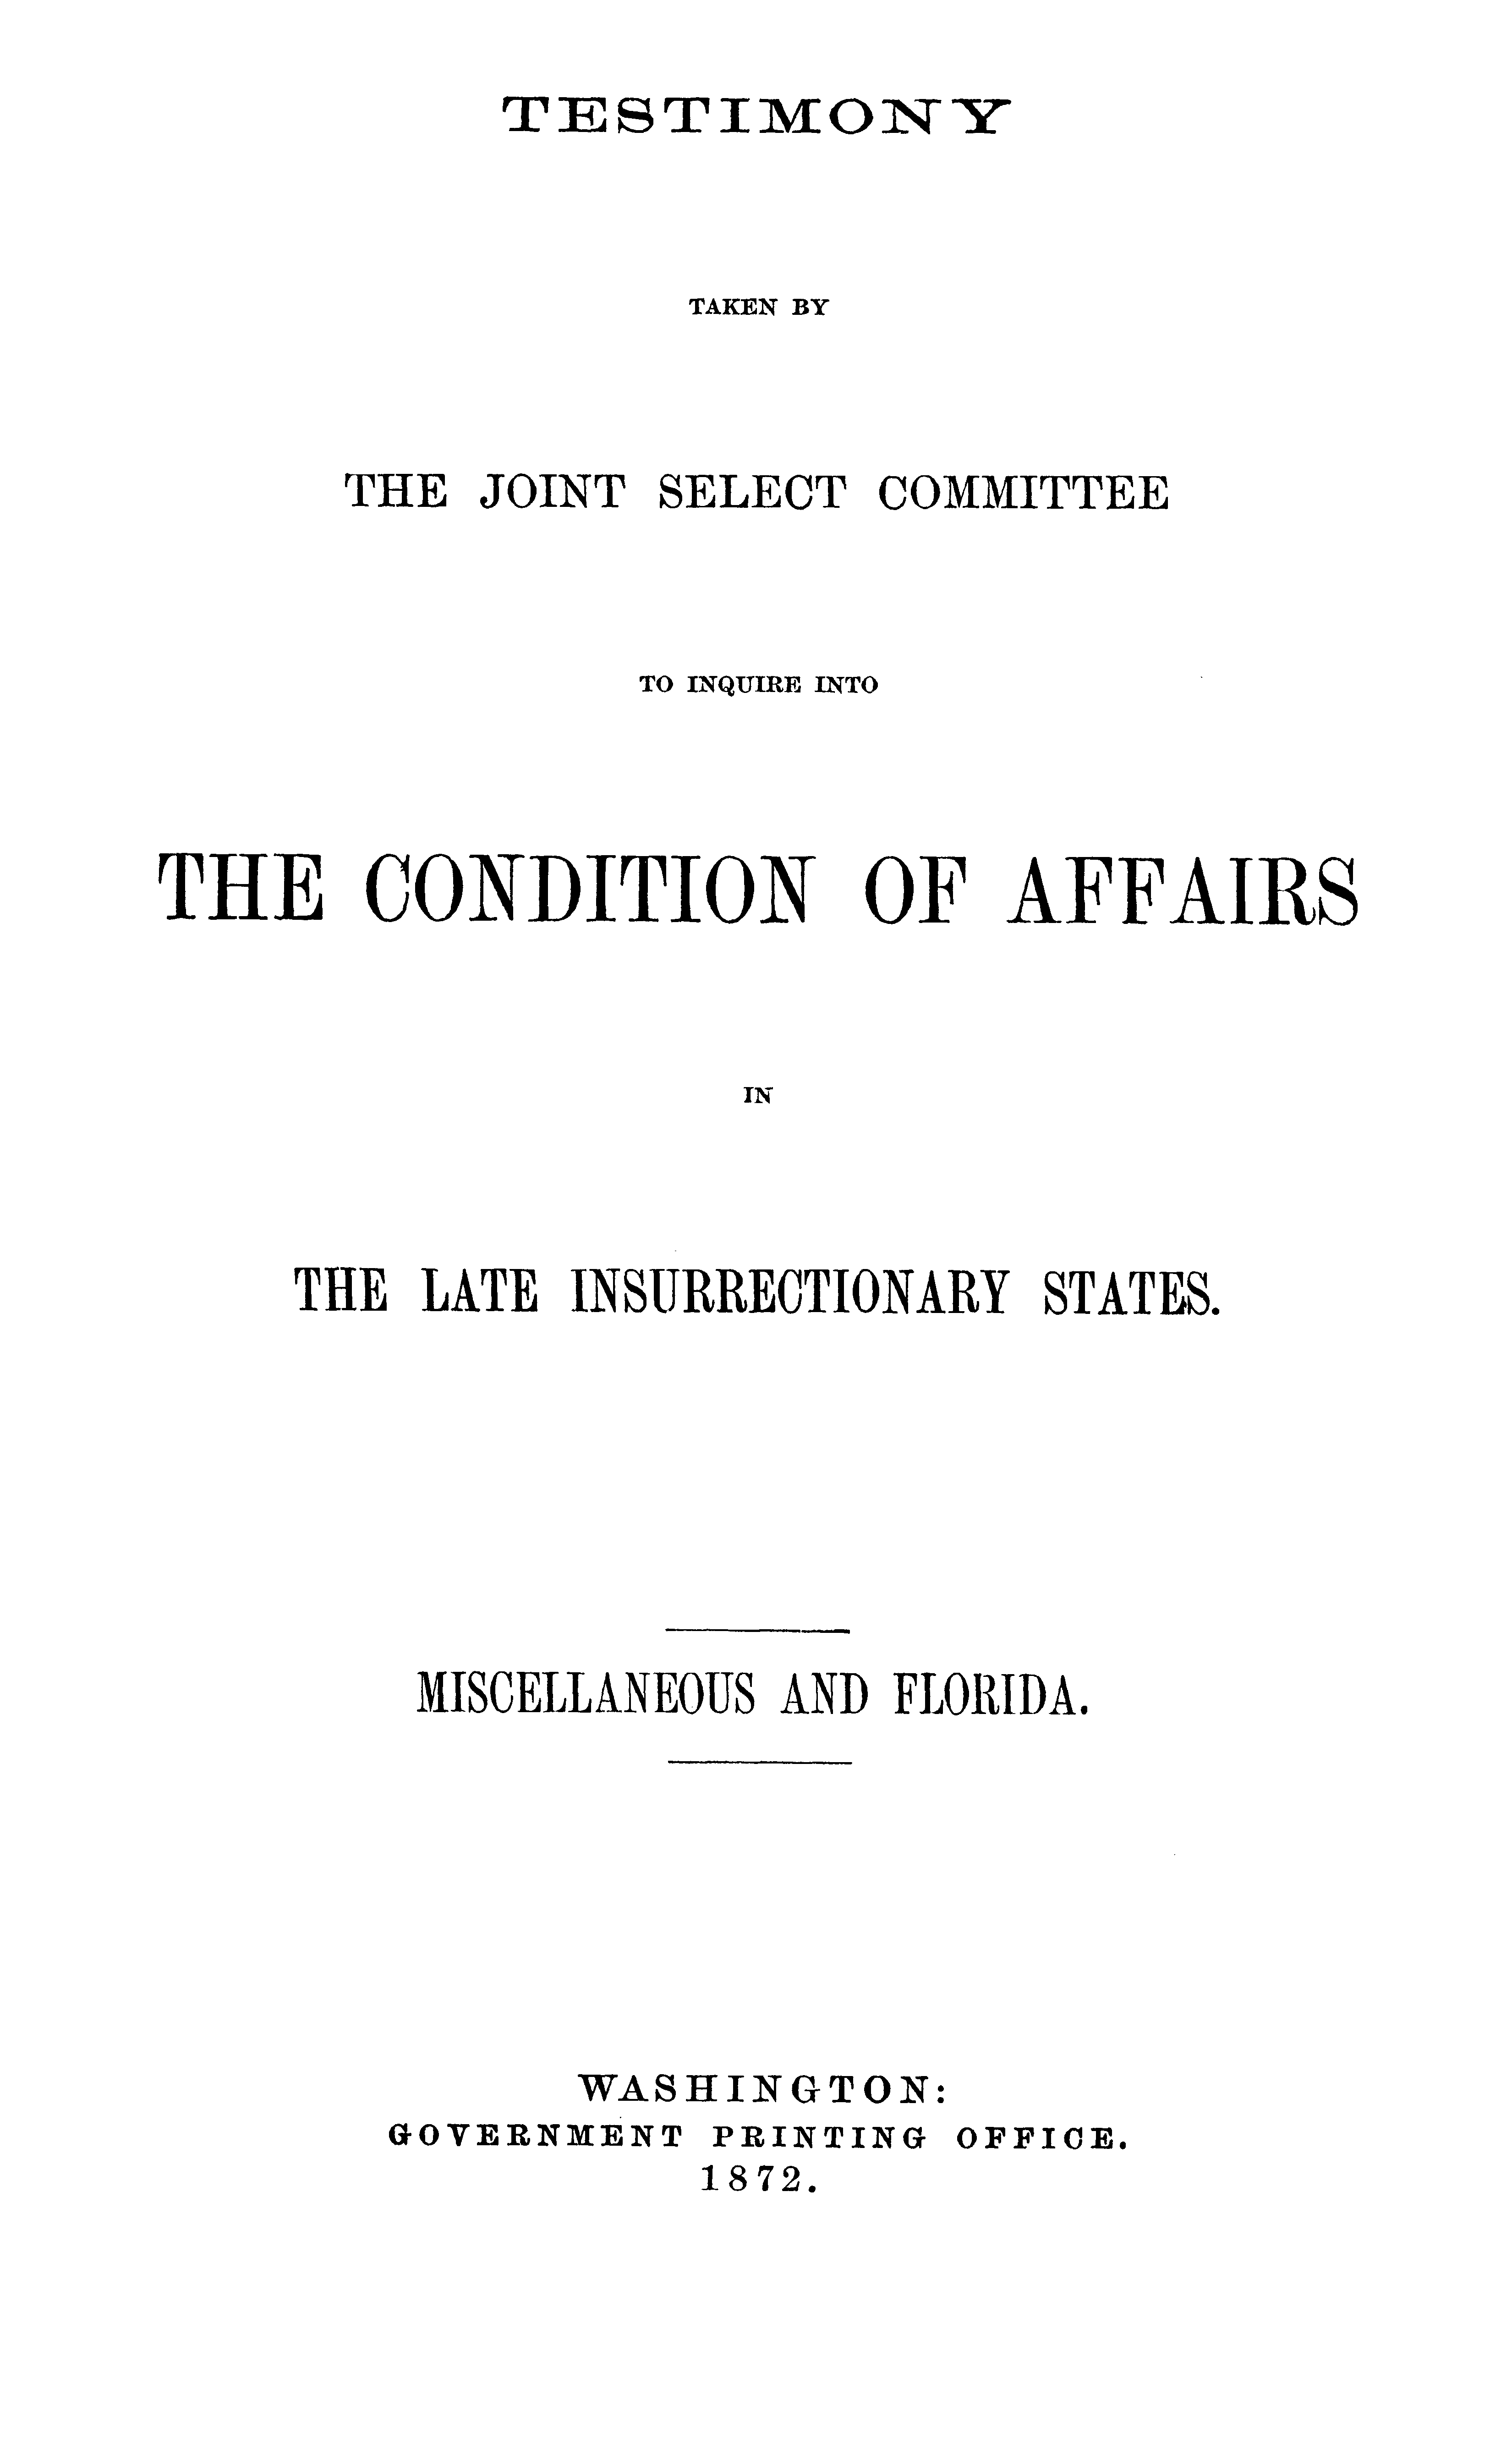 TESTIMONY
TAKEN BY
THE JOINT SELECT COMMITTEE
TO INQUIRE INTO
THE CONDITION OF AFFAIRS
IN
THE LATE INSURRECTIONARY STATES.
MISCELLANEOUS AND FLORIDA.
WASHINGTON:
GOVERNMENT PRINTING OFFICE.
1872.